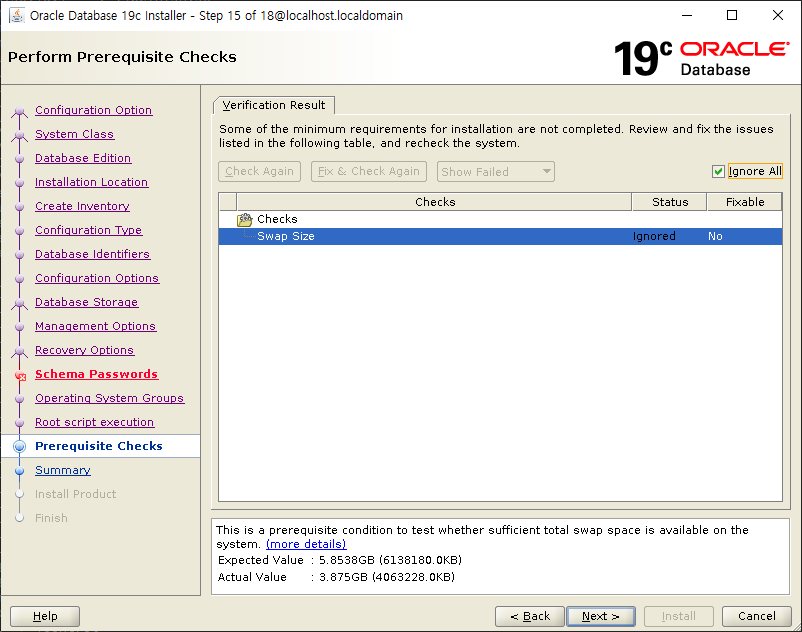 Oracle Database 19c Installer - Step 15 of 18@localhost.localdomain
Perform Prerequisite Checks
19c ORACLE
Database
Configuration Option
System Class
Database Edition
Installation Location
Create Inventory
Configuration Type
Database Identifiers
Configuration Options
Database Storage
Management Options
Recovery Options
Schema Passwords
Operating System Groups
Root script execution
Prerequisite Checks
Summary
Install Product
Finish
Verification Result
Some of the minimum requirements for installation are not completed. Review and fix the issues
listed in the following table, and recheck the system.
Check Again Fix & Check Again Show Failed Ignore All
Checks Status Fixable
Checks
Swap Size Ignored No
This is a prerequisite condition to test whether sufficient total swap space is available on the
system. (more details)
Expected Value : 5.8538GB (6138180.0KB)
Actual Value : 3.875GB (4063228.0KB)
Help < Back Next > Install Cancel